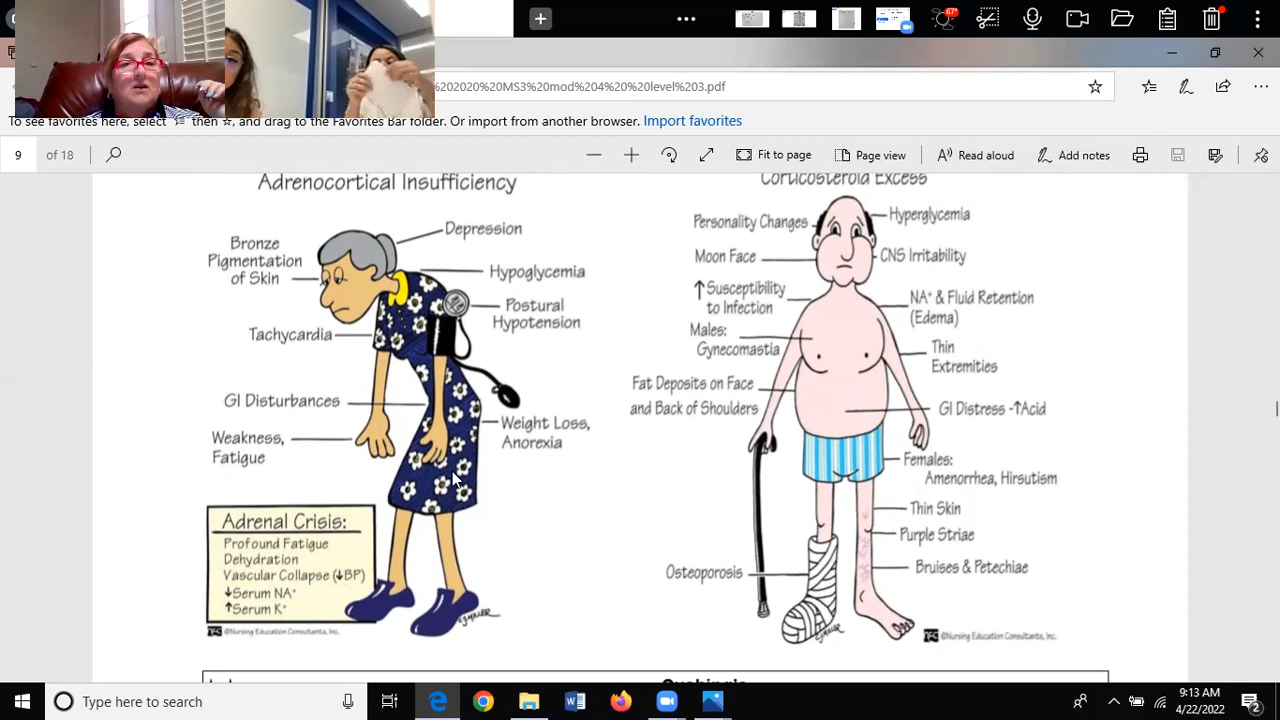 67°
%202020%20MS3%20mod%204%20%20level%203.pdf
To see favorites here, select then , and drag to the Favorites Bar folder. Or import from another browser. Import favorites
9 of 18
Fit to page
Page view
A)) Read aloud
Add notes
Adrenocortical Insufficiency
Depression
Bronze
Pigmentation
of Skin
Hypoglycemia
Postural
Hypotension
Tachycardia
GI Disturbances
Weakness,
Fatigue
Weight Loss,
Anorexia
Adrenal Crisis:
Profound Fatigue
Dehydration
Vascular Collapse (↓BP)
↓Serum NA+
↑Serum K+
©Nursing Education Consultants, Inc.
Corticosteroid Excess
Personality Changes
Hyperglycemia
Moon Face
CNS Irritability
↑Susceptibility
to Infection
NA+ & Fluid Retention
(Edema)
Males:
Gynecomastia
Thin
Extremities
Fat Deposits on Face
and Back of Shoulders
GI Distress -↑Acid
Females:
Amenorrhea, Hirsutism
Thin Skin
Purple Striae
Osteoporosis
Bruises & Petechiae
©Nursing Education Consultants, Inc.
Cushing's
Type here to search
9:13 AM
4/22/2022
2